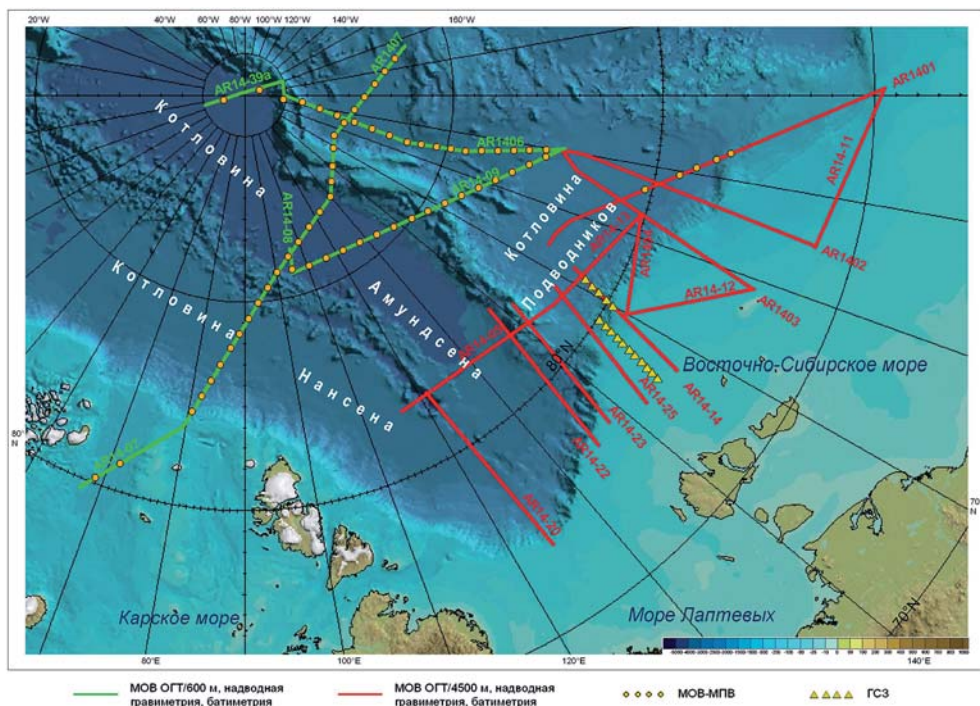 20°W 40°W 60°W 80°W 100°W 120°W 140°W 160°W
AR14-39a
AR1407
AR1401
Котловина
AR1406
AR14-11
AR14-09
Котловина
AR14-08
Подводников
AR1402
Котловина
AR14-12
AR1403
Амундсена
80°N
Восточно-Сибирское море
Нансена
AR14-25
AR14-14
AR14-23
AR14-22
80°
N
AR14-20
70°
N
Карское море
Море Лаптевых
70°N
80°E 100°E 120°E 140°E
МОВ ОГТ/600 м, надводная
гравиметрия, батиметрия
МОВ ОГТ/4500 м, надводная
гравиметрия, батиметрия
МОВ-МПВ
ГСЗ